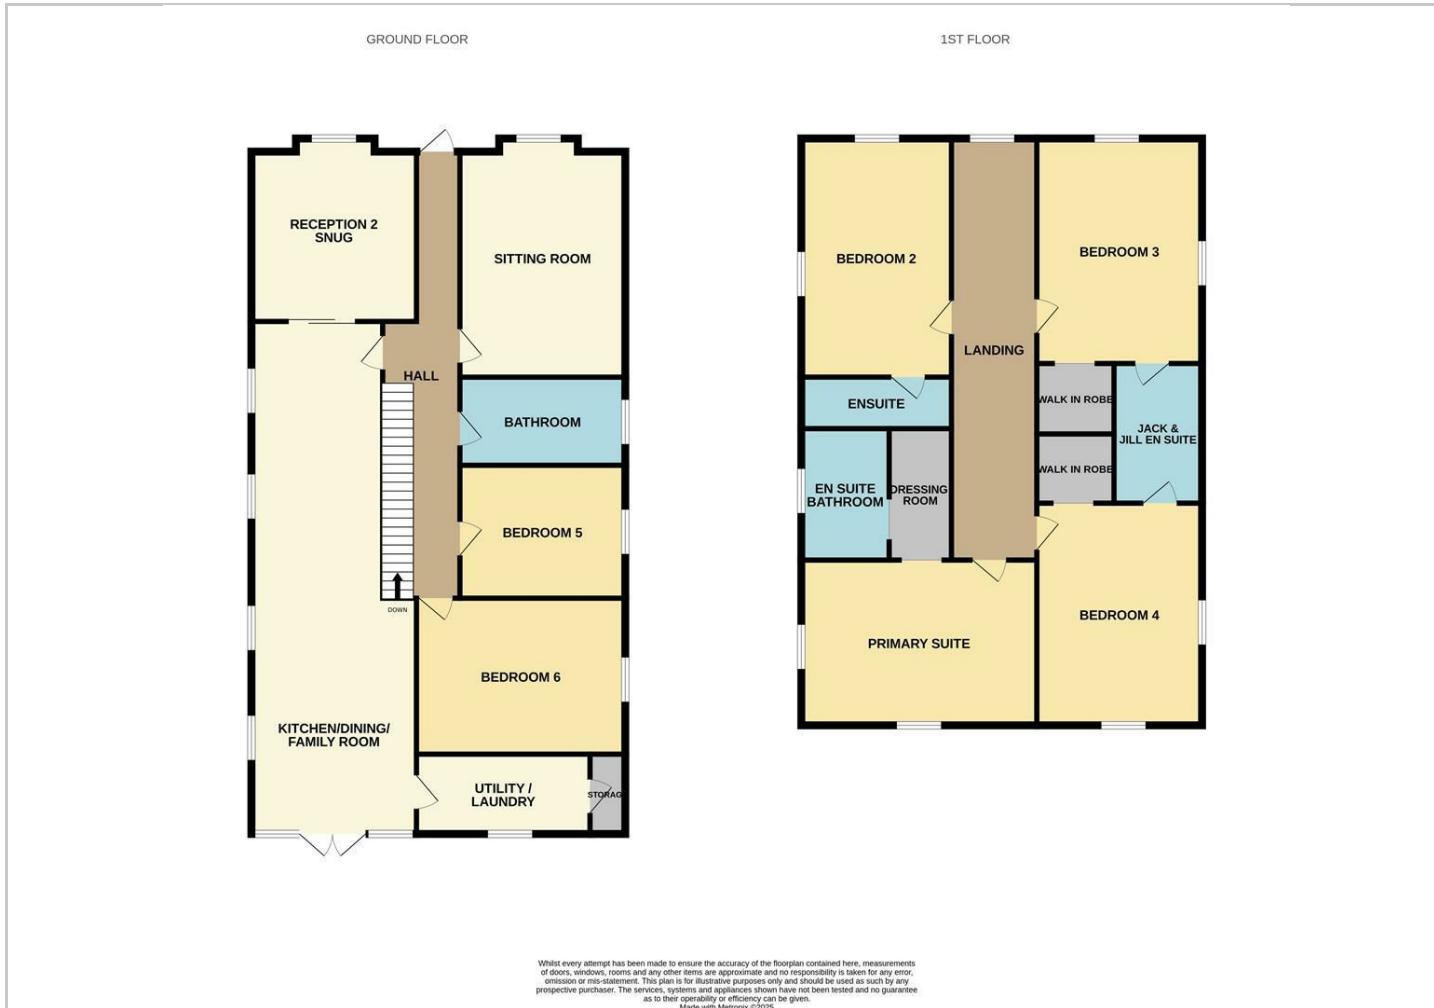 GROUND FLOOR
1ST FLOOR
RECEPTION 2
SNUG
SITTING ROOM
HALL
BATHROOM
BEDROOM 5
DOWN
BEDROOM 6
KITCHEN/DINING/
FAMILY ROOM
UTILITY /
LAUNDRY
STORAG
BEDROOM 2
BEDROOM 3
LANDING
ENSUITE
WALK IN ROBE
JACK &
JILL EN SUITE
WALK IN ROBE
EN SUITE
BATHROOM
DRESSING
ROOM
PRIMARY SUITE
BEDROOM 4
Whilst every attempt has been made to ensure the accuracy of the floorplan contained here, measurements
of doors, windows, rooms and any other items are approximate and no responsibility is taken for any error,
omission or mis-statement. This plan is for illustrative purposes only and should be used as such by any
prospective purchaser. The services, systems and appliances shown have not been tested and no guarantee
as to their operability or efficiency can be given.
Made with Metropix ©2025